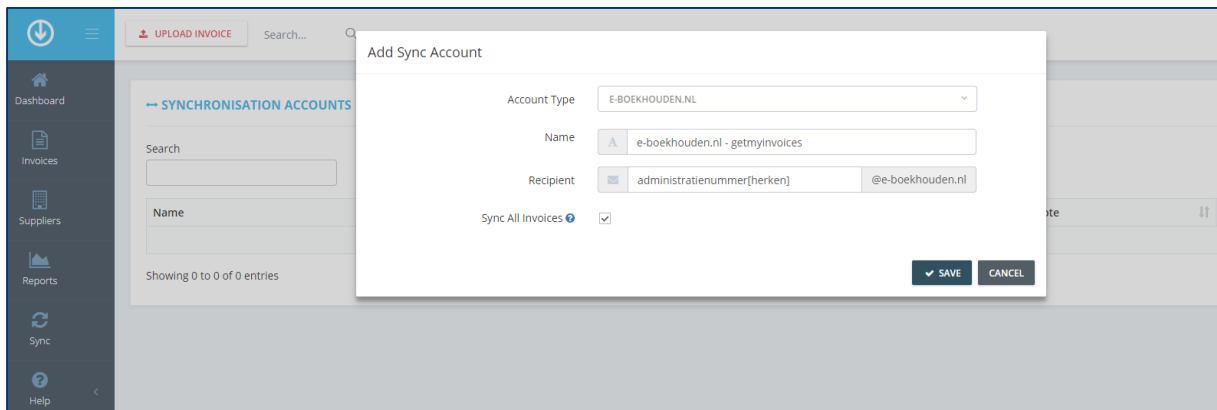 UPLOAD INVOICE
Search...
Dashboard
Invoices
Suppliers
Reports
Sync
Help
SYNCHRONISATION ACCOUNTS
Search
Name
Showing 0 to 0 of 0 entries
Add Sync Account
Account Type
E-BOEKHOUDEN.NL
Name
A
e-boekhouden.nl - getmyinvoices
Recipient
administratienummer[herken]
@e-boekhouden.nl
Sync All Invoices
SAVE
CANCEL